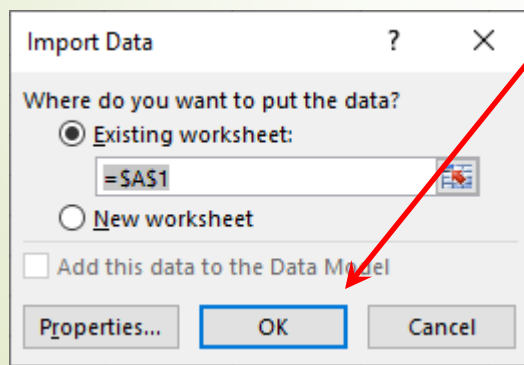 Import Data ?
Where do you want to put the data?
Existing worksheet:
=$A$1
New worksheet
Add this data to the Data Model
Properties... OK Cancel